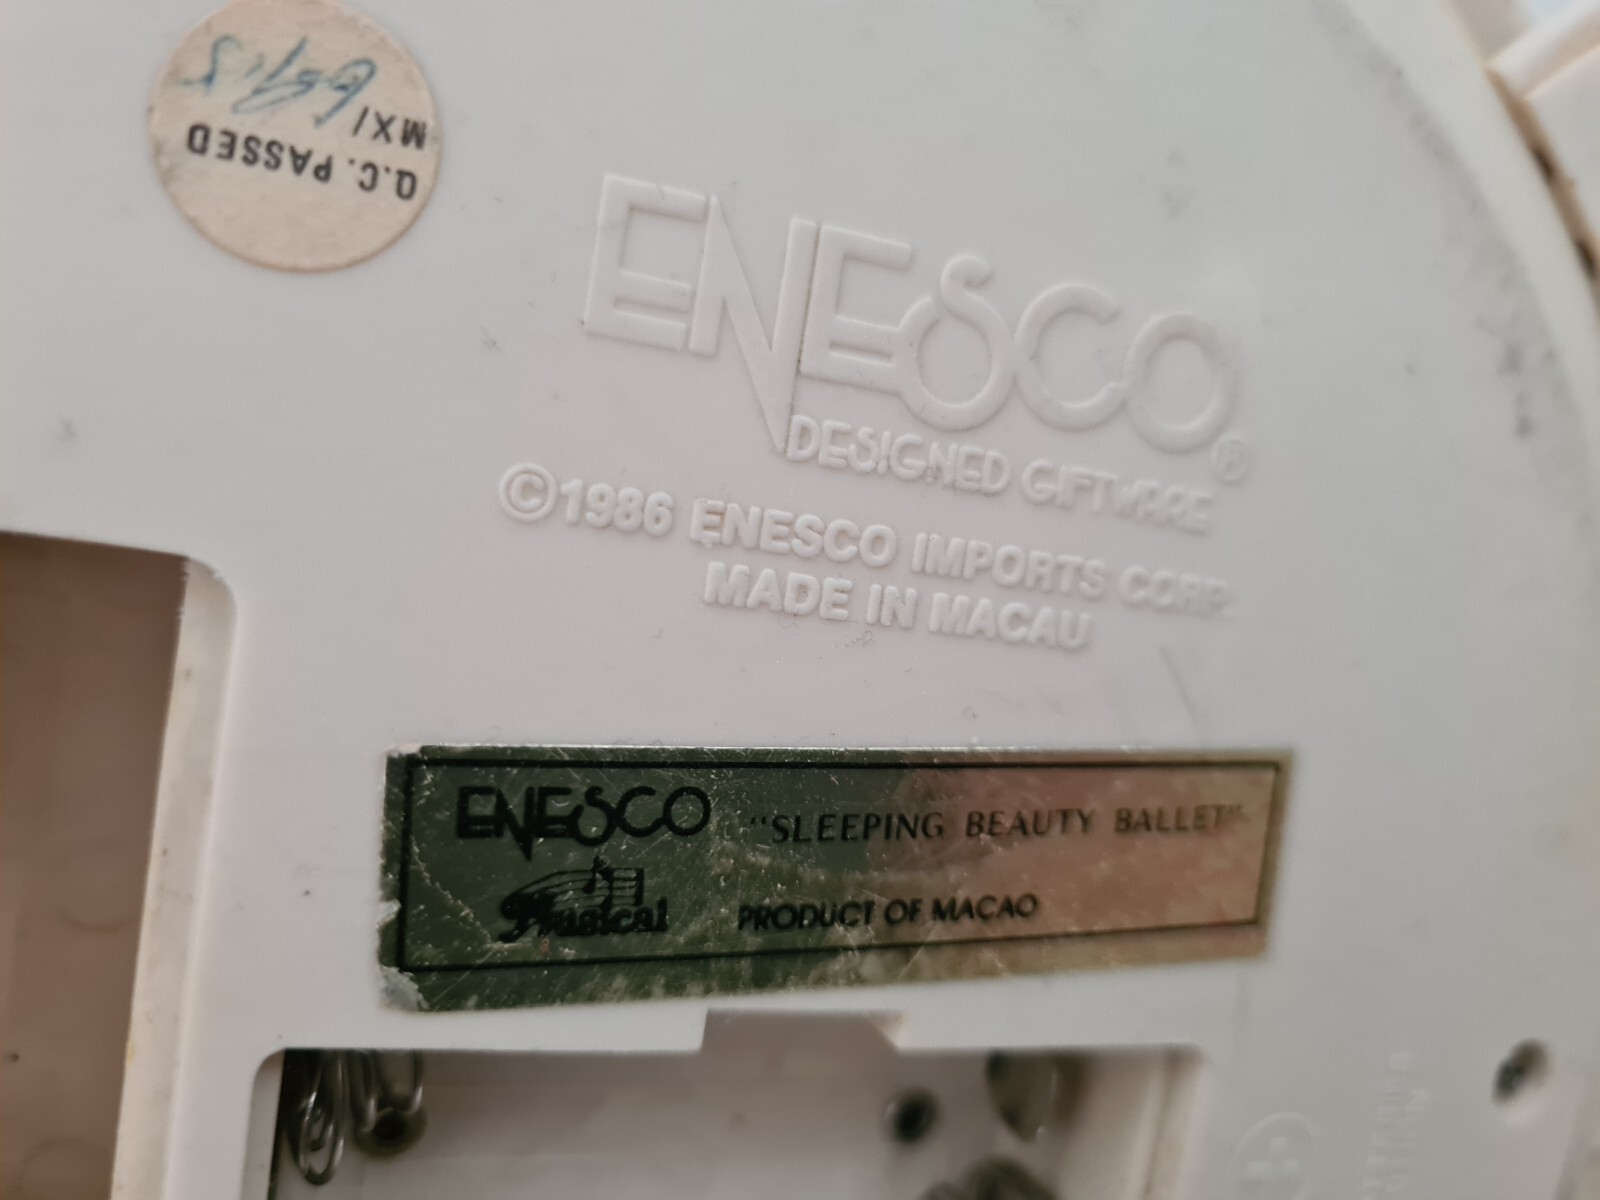 Q.C. PASSED
MX/
ENESCO®
DESIGNED GIFTWARE
©1986 ENESCO IMPORTS CORP.
MADE IN MACAU
ENESCO
Musical
"SLEEPING BEAUTY BALLET"
PRODUCT OF MACAO